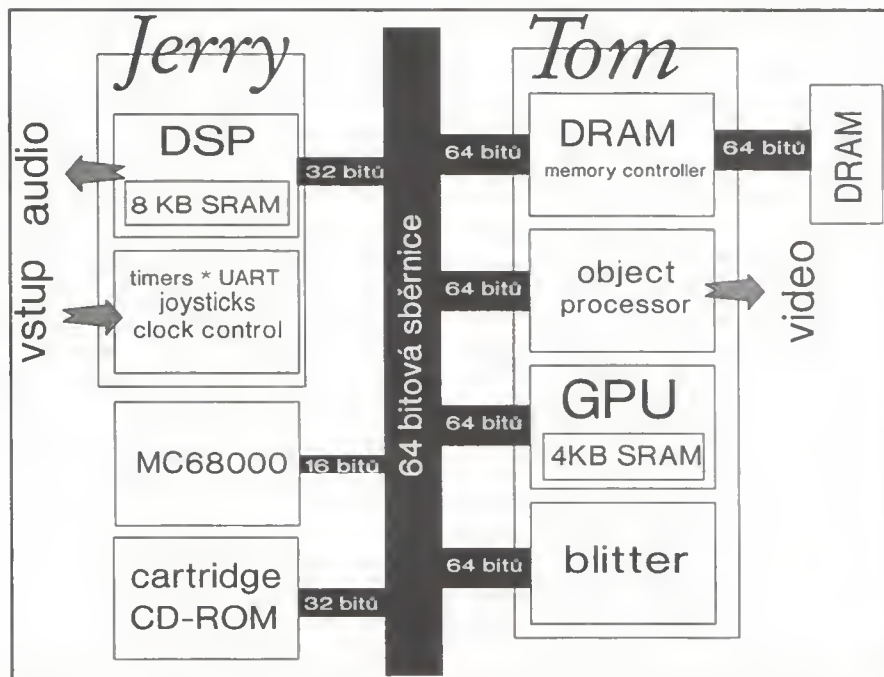 Jerry
audio
DSP
8 KB SRAM
32 bitů
vstup
timers * UART
joysticks
clock control
MC68000
16 bitů
cartridge
CD-ROM
32 bitů
64 bitová sběrnice
Tom
64 bitů
DRAM
memory controller
64 bitů
DRAM
64 bitů
object
processor
video
64 bitů
GPU
4KB SRAM
64 bitů
blitter